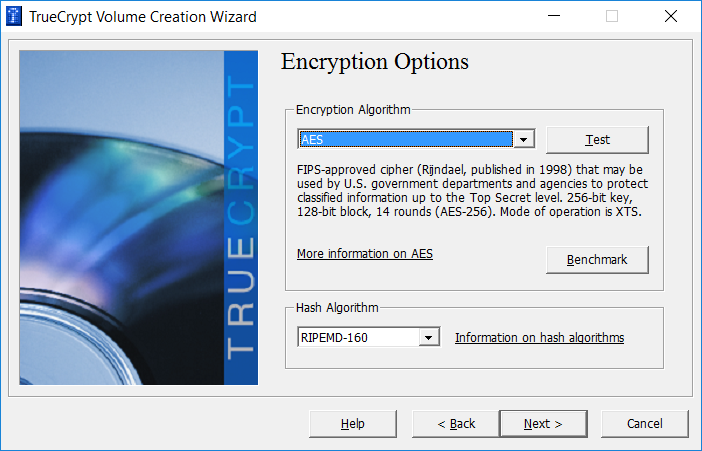 TrueCrypt Volume Creation Wizard
TRUECRYPT
Encryption Options
Encryption Algorithm
AES
Test
FIPS-approved cipher (Rijndael, published in 1998) that may be
used by U.S. government departments and agencies to protect
classified information up to the Top Secret level. 256-bit key,
128-bit block, 14 rounds (AES-256). Mode of operation is XTS.
More information on AES
Benchmark
Hash Algorithm
RIPEMD-160
Information on hash algorithms
Help
< Back
Next >
Cancel